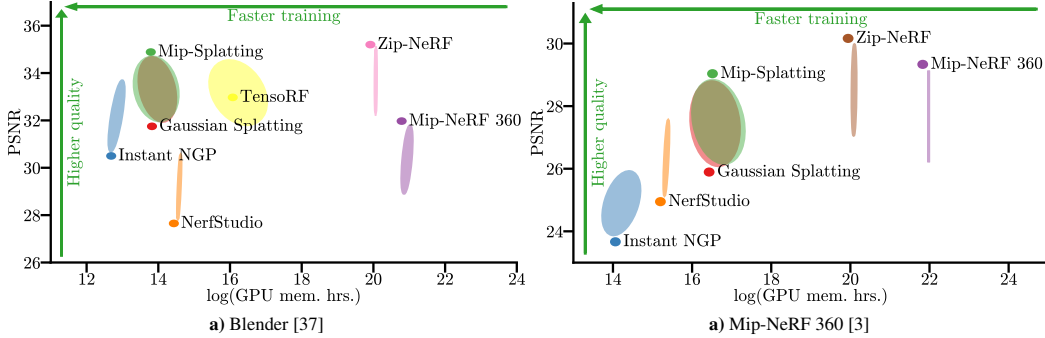 Faster training
Higher quality
PSNR
36
34
32
30
28
26
Mip-Splatting
Zip-NeRF
TensoRF
Gaussian Splatting
Mip-NeRF 360
Instant NGP
NerfStudio
12
14
16
18
20
22
24
log(GPU mem. hrs.)
a) Blender [37]
Faster training
Higher quality
PSNR
30
28
26
24
Zip-NeRF
Mip-NeRF 360
Mip-Splatting
Gaussian Splatting
NerfStudio
Instant NGP
14
16
18
20
22
24
log(GPU mem. hrs.)
a) Mip-NeRF 360 [3]